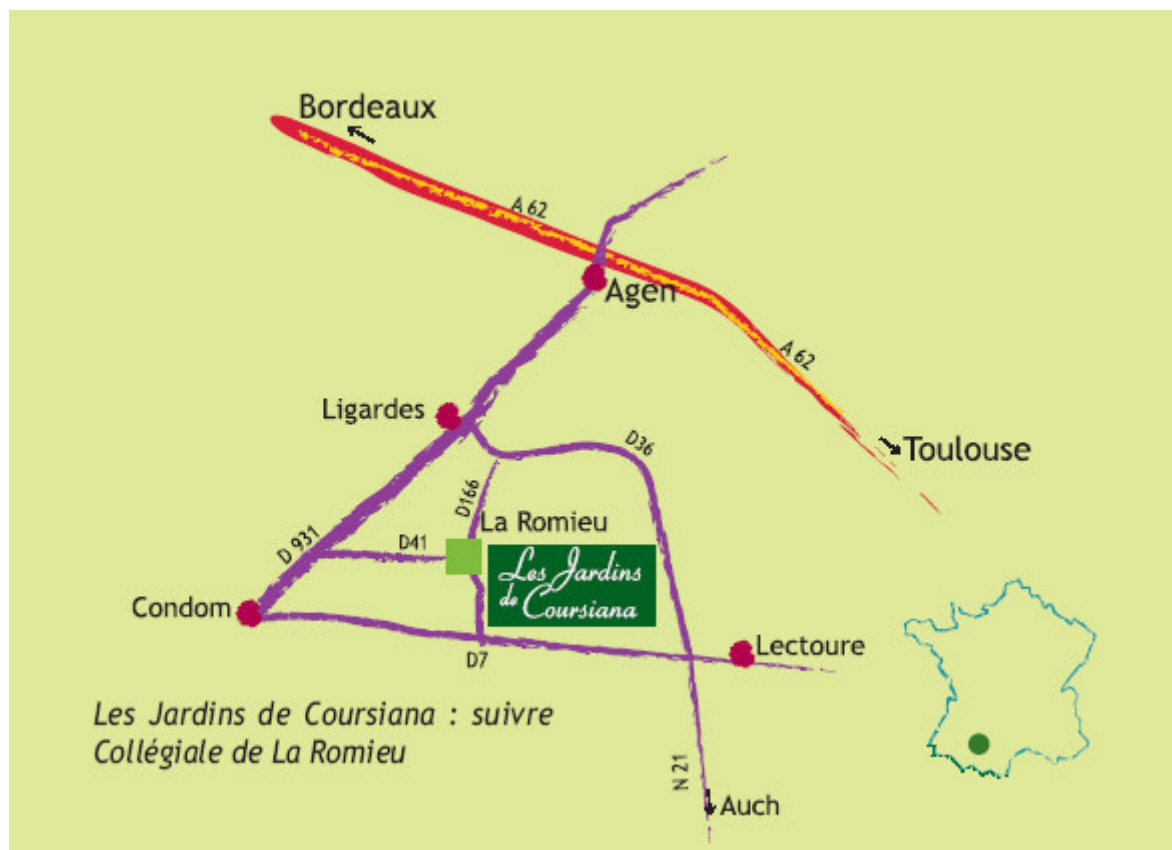 Bordeaux
A 62
Agen
A 62
Ligardes
D36
Toulouse
D166
La Romieu
D 931
D41
Les Jardins
de Coursiana
Condom
Lectoure
D7
Les Jardins de Coursiana : suivre
Collégiale de La Romieu
N 21
Auch